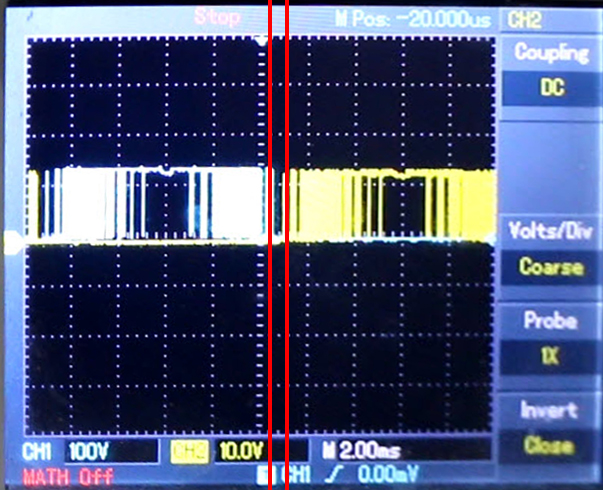 Stop M Pos: -20.000us CH2
Coupling
DC
Volts/Div
Coarse
Probe
1X
Invert
Close
CH1 100V CH2 10.0V M 2.00ms
MATH Off CH1 0.00mV